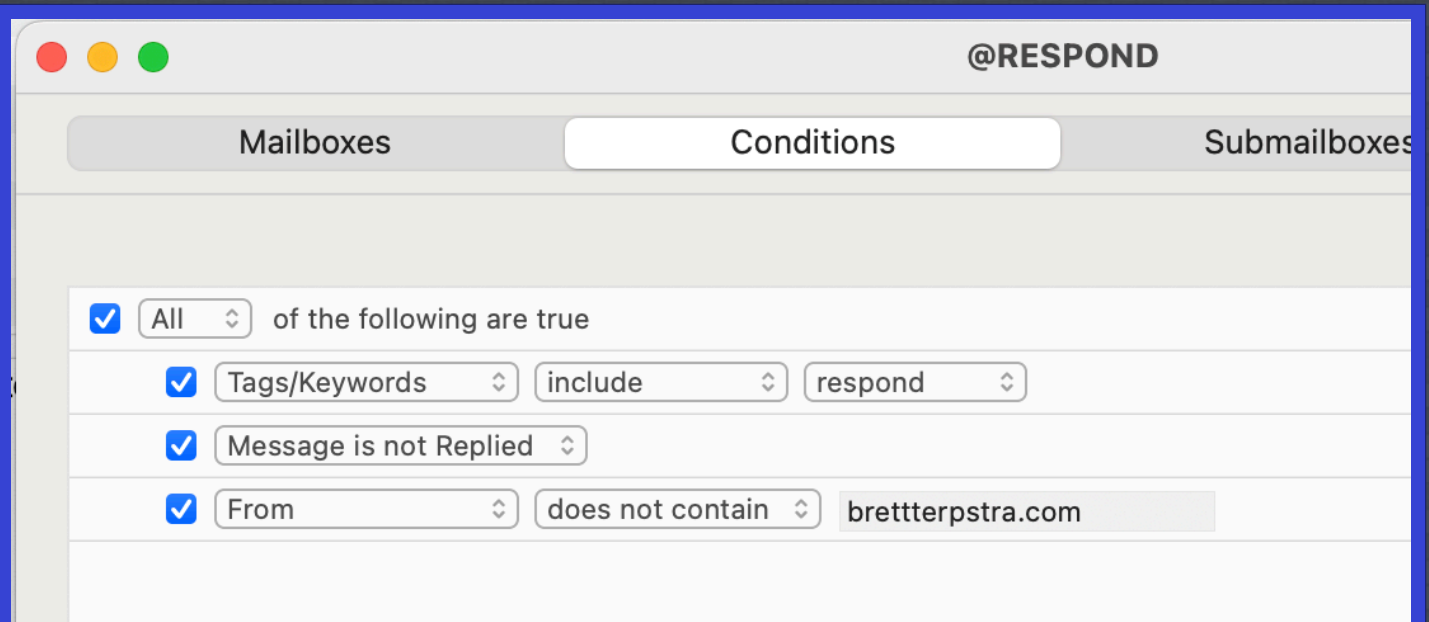 @RESPOND
Mailboxes Conditions Submailboxes
All of the following are true
Tags/Keywords include respond
Message is not Replied
From does not contain brettterpstra.com